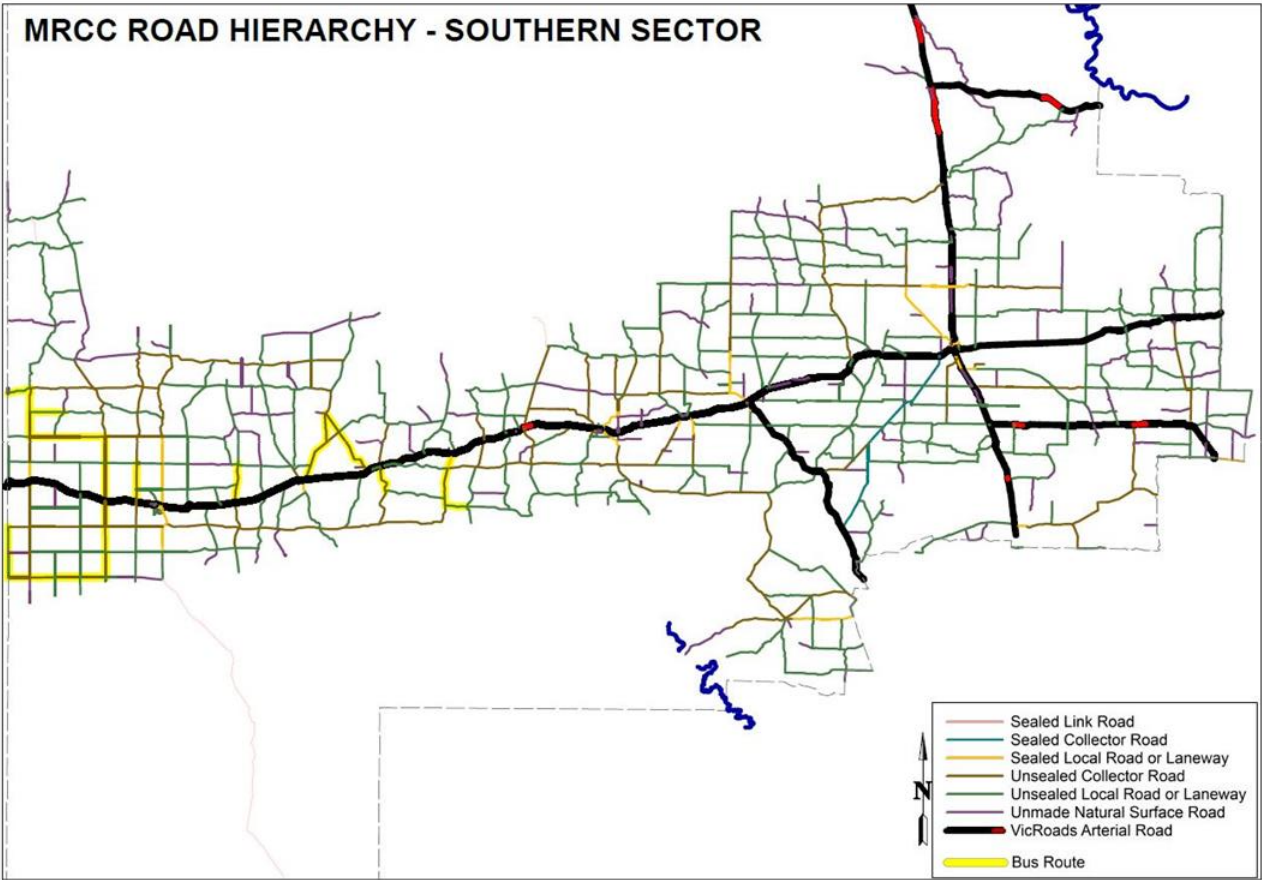 MRCC ROAD HIERARCHY - SOUTHERN SECTOR
Sealed Link Road
Sealed Collector Road
Sealed Local Road or Laneway
Unsealed Collector Road
Unsealed Local Road or Laneway
Unmade Natural Surface Road
VicRoads Arterial Road
Bus Route
N